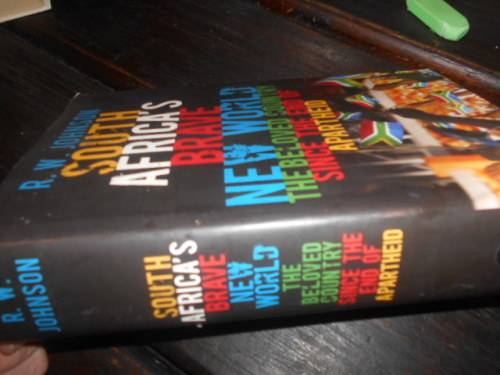 R. W. JOHNSON
SOUTH
AFRICA'S
BRAVE
NEW WORLD
THE BELOVED COUNTRY
SINCE THE END OF
APARTHEID
R. W.
JOHNSON
SOUTH
AFRICA'S
BRAVE
NEW
WORLD
THE
BELOVED
COUNTRY
SINCE THE
END OF
APARTHEID